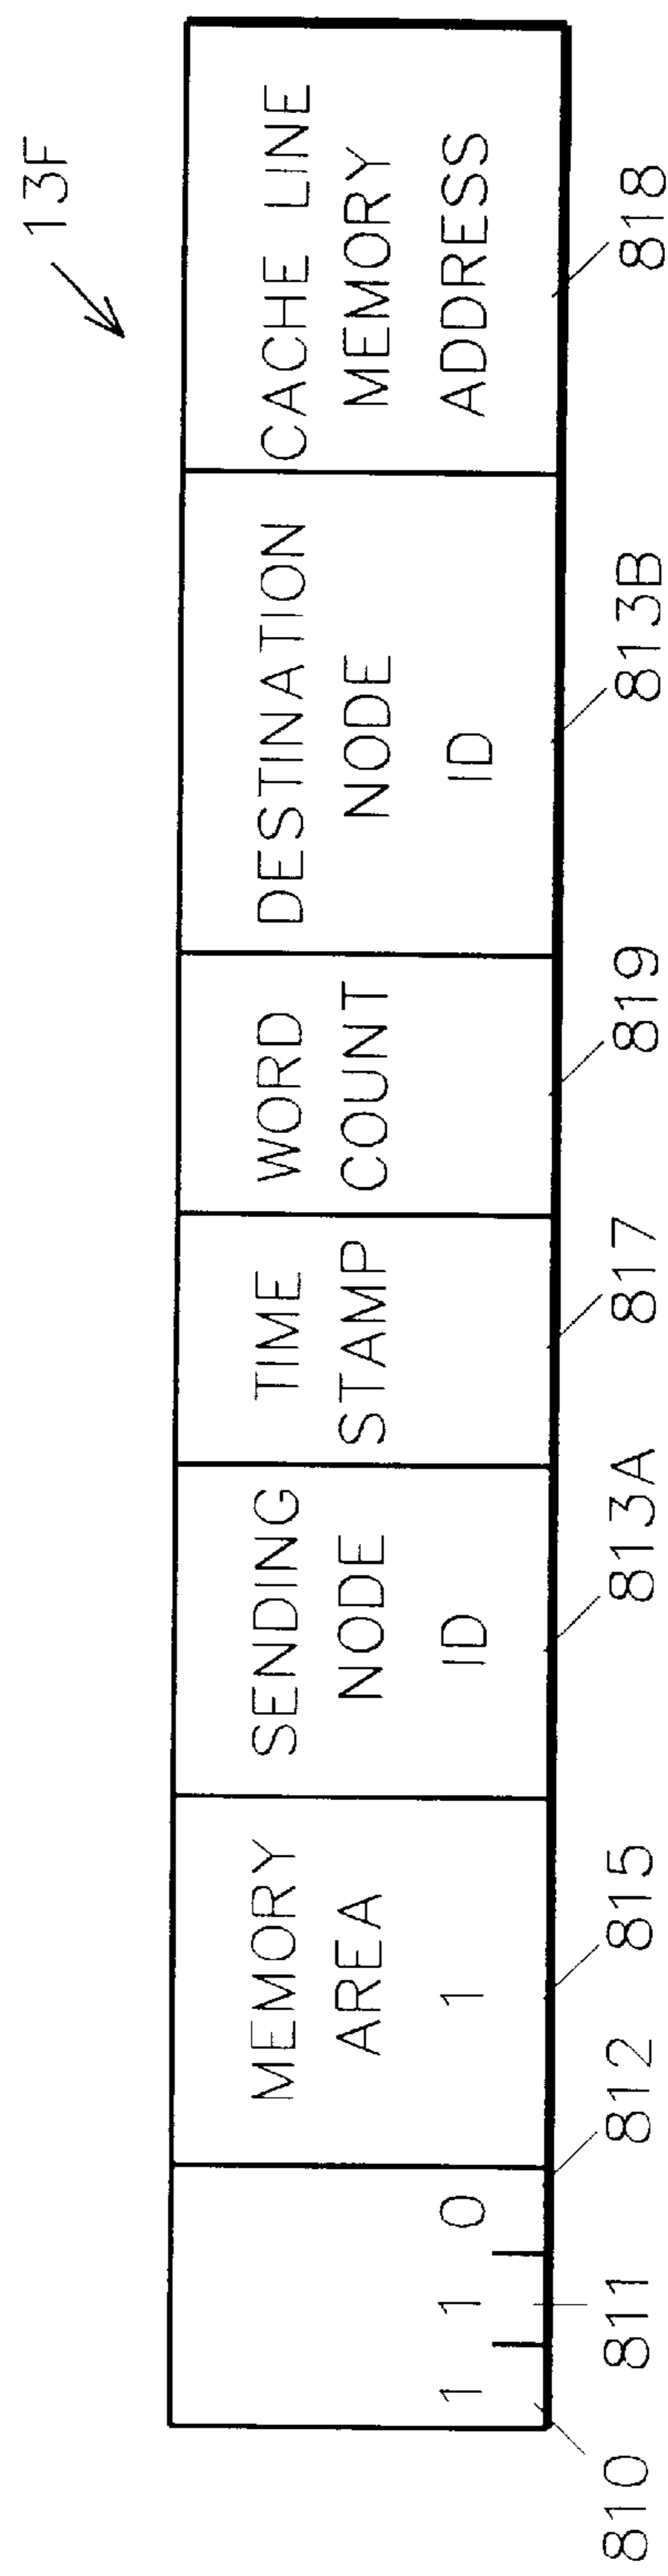 13F
1 1 0
MEMORY
AREA
1
SENDING
NODE
ID
TIME
STAMP
WORD
COUNT
DESTINATION
NODE
ID
CACHE LINE
MEMORY
ADDRESS
810
811
812
815
813A
817
819
813B
818